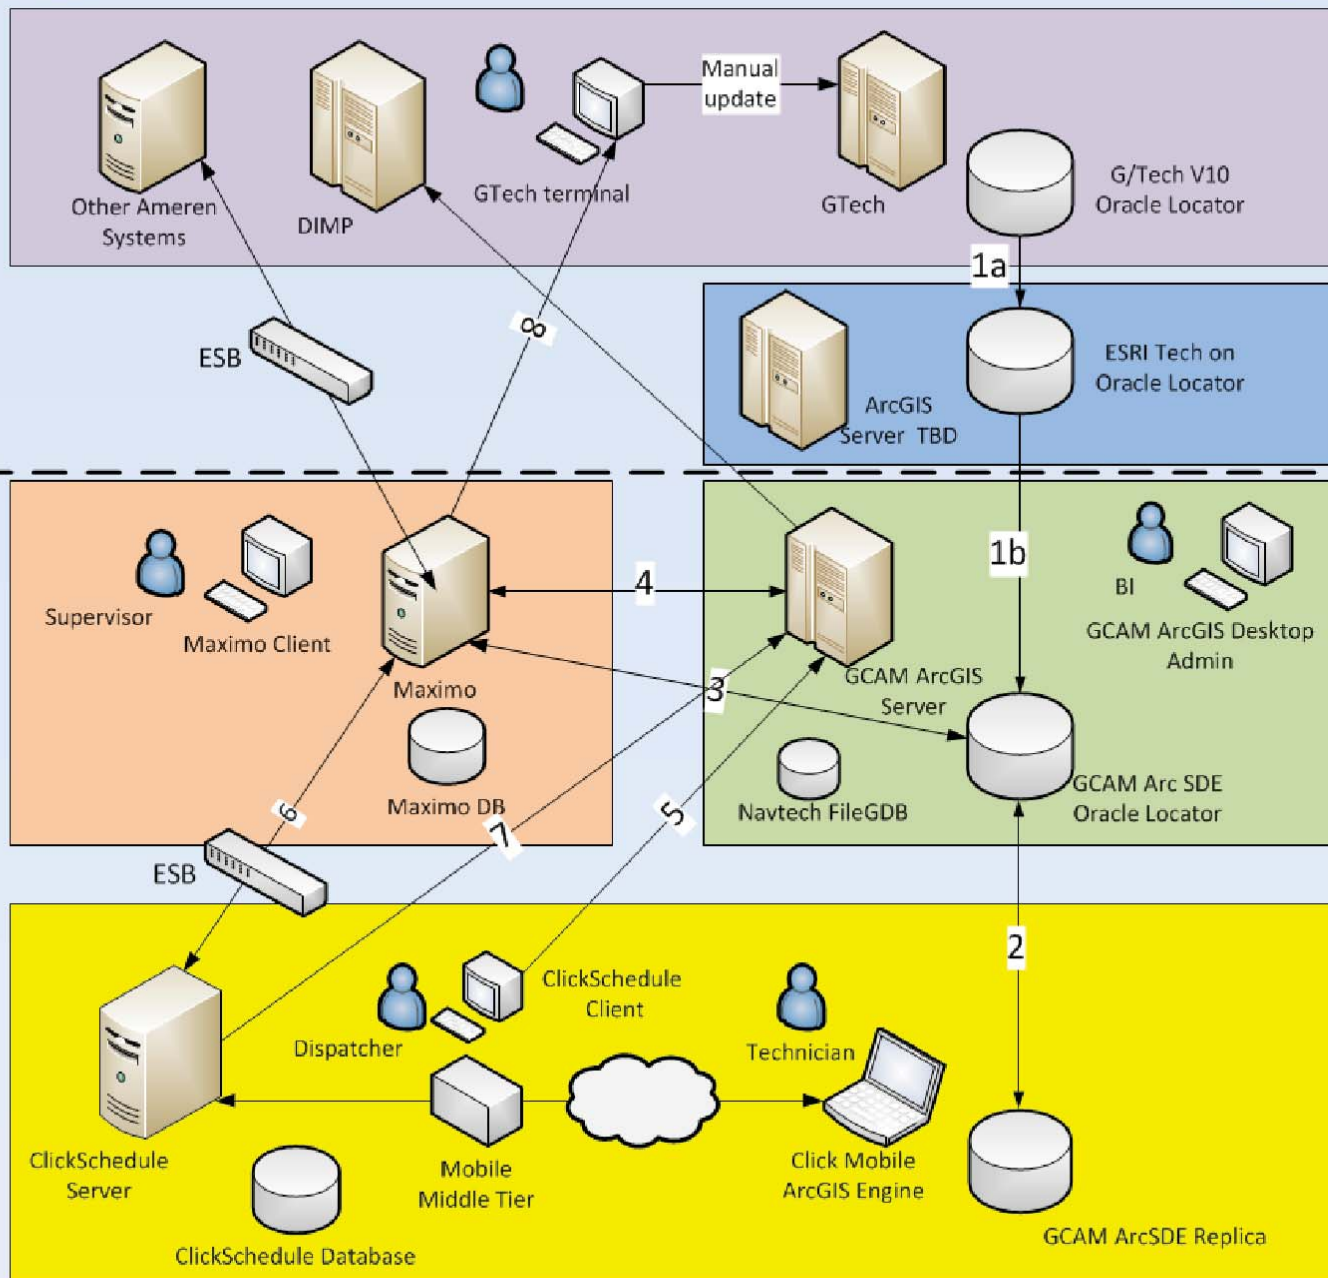 Manual
update
GTech terminal
Other Ameren
Systems
DIMP
GTech
G/Tech V10
Oracle Locator
1a
8
ESB
ESRI Tech on
Oracle Locator
ArcGIS
Server TBD
1b
4
BI
Supervisor
Maximo Client
GCAM ArcGIS Desktop
Admin
Maximo
GCAM ArcGIS
Server
3
Maximo DB
Navtech FileGDB
GCAM Arc SDE
Oracle Locator
6
7
5
ESB
2
ClickSchedule
Client
Dispatcher
Technician
ClickSchedule
Server
Mobile
Middle Tier
Click Mobile
ArcGIS Engine
ClickSchedule Database
GCAM ArcSDE Replica